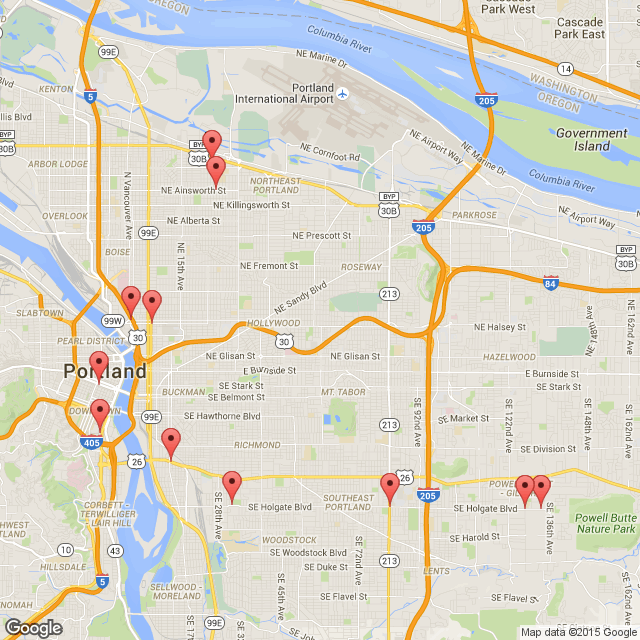 Cascade
Park West
OREGON
99E
Columbia River
NE Marine Dr
Cascade
Park East
14
KENTON
5
Portland
International Airport
WASHINGTON
OREGON
205
llis Blvd
BYP
30B
BYP
30B
NE Cornfoot Rd
NE Airport Way
NE Marine Dr
Government
Island
ARBOR LODGE
N Vancouver Ave
NE Ainsworth St
NORTHEAST
PORTLAND
Columbia River
NE Killingsworth St
BYP
30B
OVERLOOK
NE Alberta St
PARKROSE
NE Airport Way
99E
NE Prescott St
205
BOISE
NE 15th Ave
BYP
30B
NE Fremont St
ROSEWAY
84
NE Sandy Blvd
213
SLABTOWN
99W
HOLLYWOOD
NE Halsey St
NE 148th Ave
NE 162nd Ave
PEARL DISTRICT
30
30
NE Glisan St
NE Glisan St
HAZELWOOD
Portland
E Burnside St
E Burnside St
SE Stark St
SE Stark St
BUCKMAN
SE Belmont St
MT TABOR
DOWNTOWN
99E
SE Hawthorne Blvd
SE 92nd Ave
SE Market St
SE 122nd Ave
SE 148th Ave
SE 162nd Ave
213
405
RICHMOND
SE Division St
26
26
CORBETT-
TERWILLIGER
- LAIR HILL
SE 28th Ave
SE Holgate Blvd
SOUTHEAST
PORTLAND
205
SE Holgate Blvd
SE 136th Ave
Powell Butte
Nature Park
SE Harold St
10
43
WOODSTOCK
SE Woodstock Blvd
HILLSDALE
SE Duke St
SE 72nd Ave
213
LENTS
5
SELLWOOD -
MORELAND
SE 45th Ave
SE Flavel St
SE Flavel St
NOMAH
SE 17t
Google
Map data ©2015 Goo